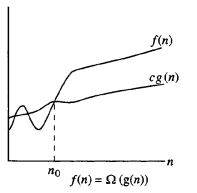 f(n)
cg(n)
n
n₀
f(n) = Ω(g(n))